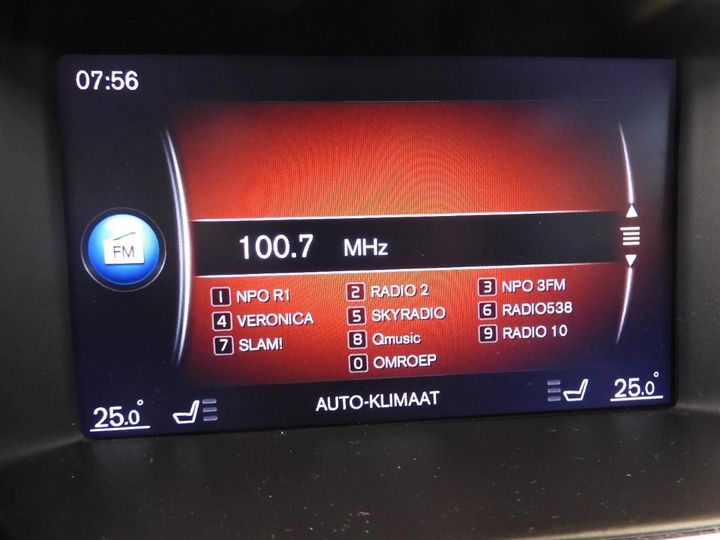 07:56
FM
100.7 MHz
1 NPO R1 2 RADIO 2 3 NPO 3FM
4 VERONICA 5 SKYRADIO 6 RADIO538
7 SLAM! 8 Qmusic 9 RADIO 10
0 OMROEP
25.0° AUTO-KLIMAAT 25.0°